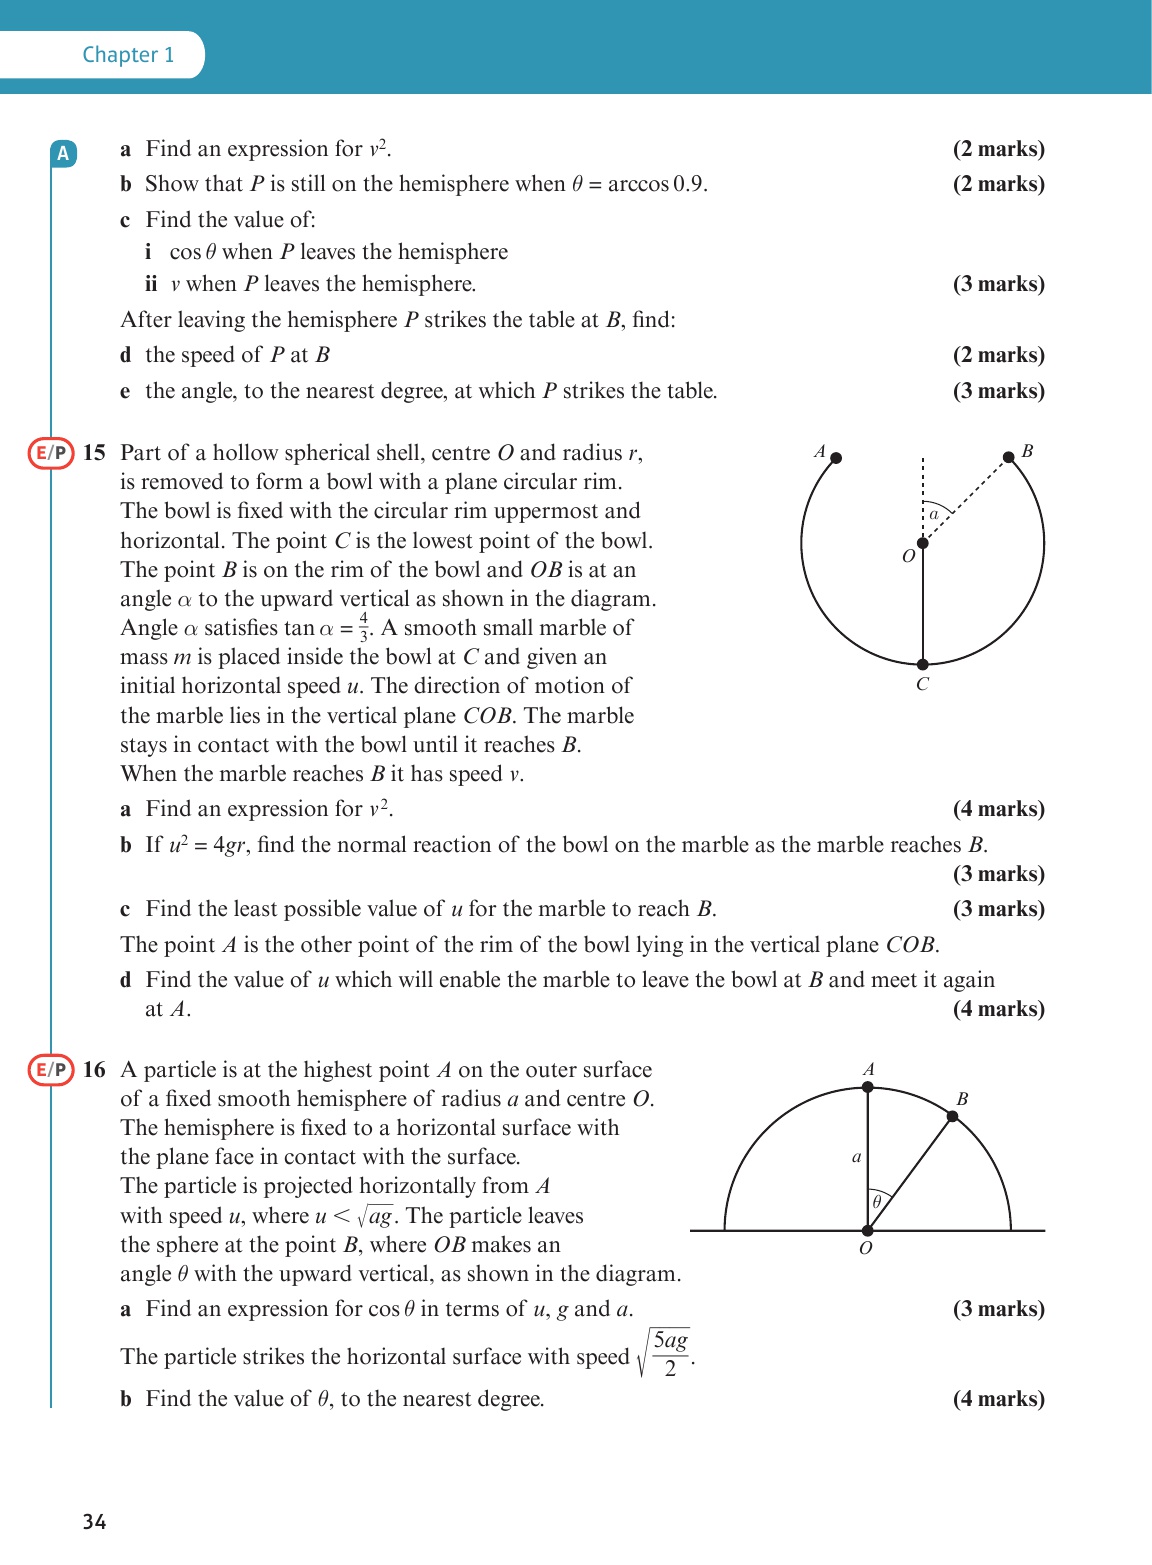 Chapter 1
A
a Find an expression for v². (2 marks)
b Show that P is still on the hemisphere when θ = arccos 0.9. (2 marks)
c Find the value of:
i cos θ when P leaves the hemisphere
ii v when P leaves the hemisphere. (3 marks)
After leaving the hemisphere P strikes the table at B, find:
d the speed of P at B (2 marks)
e the angle, to the nearest degree, at which P strikes the table. (3 marks)
E/P 15 Part of a hollow spherical shell, centre O and radius r,
is removed to form a bowl with a plane circular rim.
The bowl is fixed with the circular rim uppermost and
horizontal. The point C is the lowest point of the bowl.
The point B is on the rim of the bowl and OB is at an
angle α to the upward vertical as shown in the diagram.
Angle α satisfies tan α = 4/3. A smooth small marble of
mass m is placed inside the bowl at C and given an
initial horizontal speed u. The direction of motion of
the marble lies in the vertical plane COB. The marble
stays in contact with the bowl until it reaches B.
When the marble reaches B it has speed v.
A
B
α
O
C
a Find an expression for v². (4 marks)
b If u² = 4gr, find the normal reaction of the bowl on the marble as the marble reaches B.
(3 marks)
c Find the least possible value of u for the marble to reach B. (3 marks)
The point A is the other point of the rim of the bowl lying in the vertical plane COB.
d Find the value of u which will enable the marble to leave the bowl at B and meet it again
at A. (4 marks)
E/P 16 A particle is at the highest point A on the outer surface
of a fixed smooth hemisphere of radius a and centre O.
The hemisphere is fixed to a horizontal surface with
the plane face in contact with the surface.
The particle is projected horizontally from A
with speed u, where u < √ag. The particle leaves
the sphere at the point B, where OB makes an
angle θ with the upward vertical, as shown in the diagram.
A
B
a
θ
O
a Find an expression for cos θ in terms of u, g and a. (3 marks)
The particle strikes the horizontal surface with speed √(5ag/2).
b Find the value of θ, to the nearest degree. (4 marks)
34